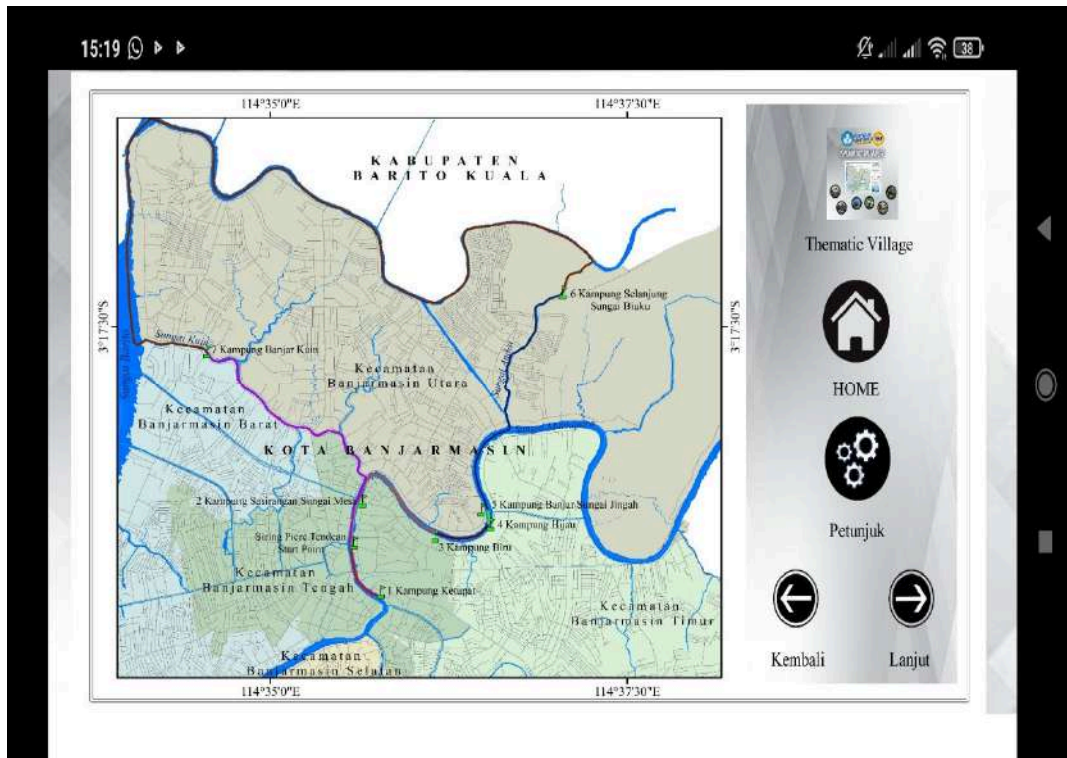 15:19
38
114°35'0"E 114°37'30"E
KABUPATEN
BARITO KUALA
6 Kampung Selanjung
Sungai Biuku
3°17'30"S
3°17'30"S
Sungai Kuin
7 Kampung Banjar Kuin
Kecamatan
Banjarmasin Utara
Kecamatan
Banjarmasin Barat
KOTA BANJARMASIN
2 Kampung Sasirangan Sungai Mesa
5 Kampung Banjar Sungai Jingah
4 Kampung Hijau
Siring Piere Tendean
Start Point
3 Kampung Biru
Kecamatan
Banjarmasin Tengah
1 Kampung Ketupat
Kecamatan
Banjarmasin Timur
Kecamatan
Banjarmasin Selatan
114°35'0"E 114°37'30"E
Thematic Village
HOME
Petunjuk
Kembali
Lanjut